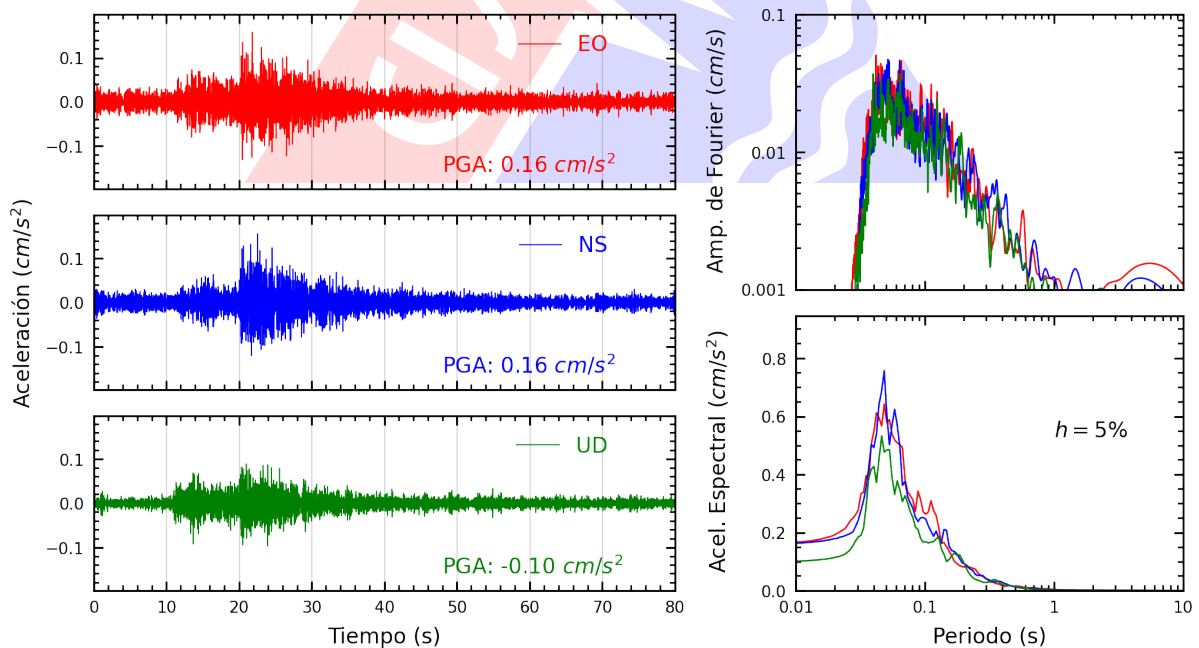 Aceleración (cm/s²)
0.1
0.0
−0.1
EO
PGA: 0.16 cm/s²
0.1
0.0
−0.1
NS
PGA: 0.16 cm/s²
0.1
0.0
−0.1
UD
PGA: -0.10 cm/s²
0 10 20 30 40 50 60 70 80
Tiempo (s)
Amp. de Fourier (cm/s)
0.1
0.01
0.001
Acel. Espectral (cm/s²)
0.8
0.6
0.4
0.2
0.0
h = 5%
0.01 0.1 1 10
Periodo (s)